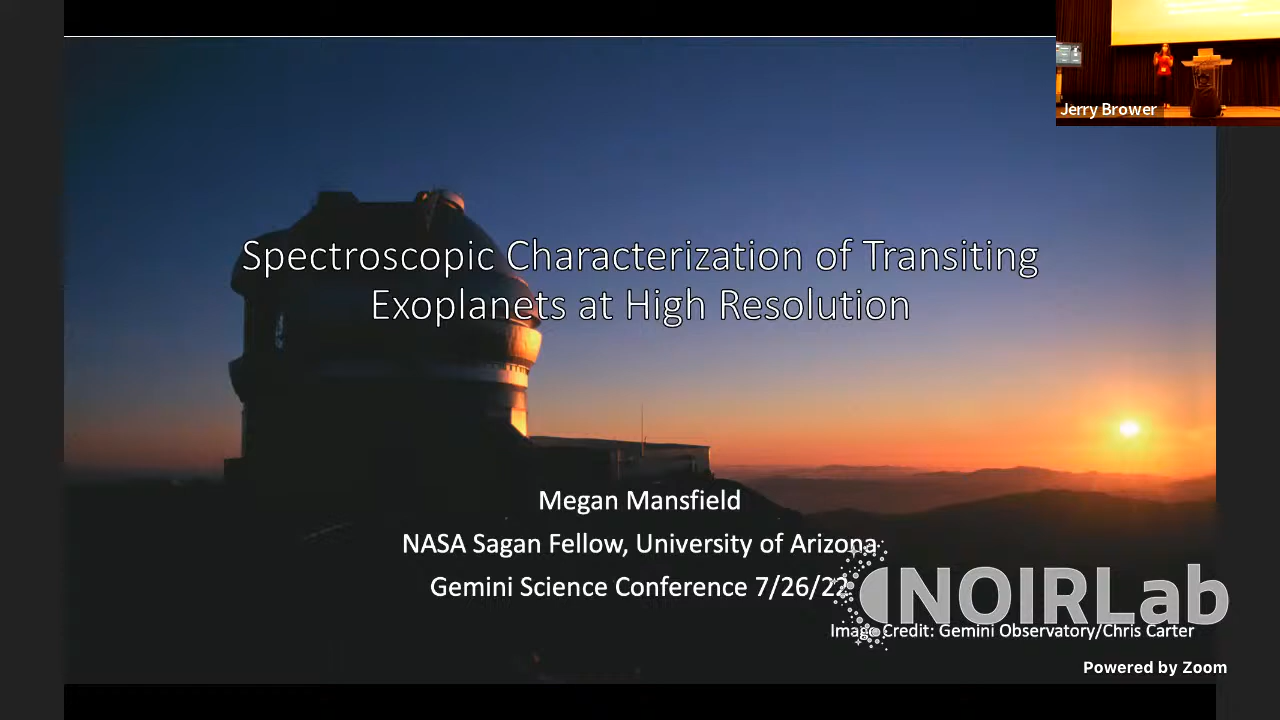 Jerry Brower
Spectroscopic Characterization of Transiting
Exoplanets at High Resolution
Megan Mansfield
NASA Sagan Fellow, University of Arizona
Gemini Science Conference 7/26/22
NOIRLab
Image Credit: Gemini Observatory/Chris Carter
Powered by Zoom